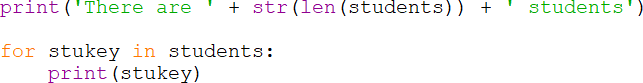 print('There are ' + str(len(students)) + ' students')
for stukey in students:
    print(stukey)